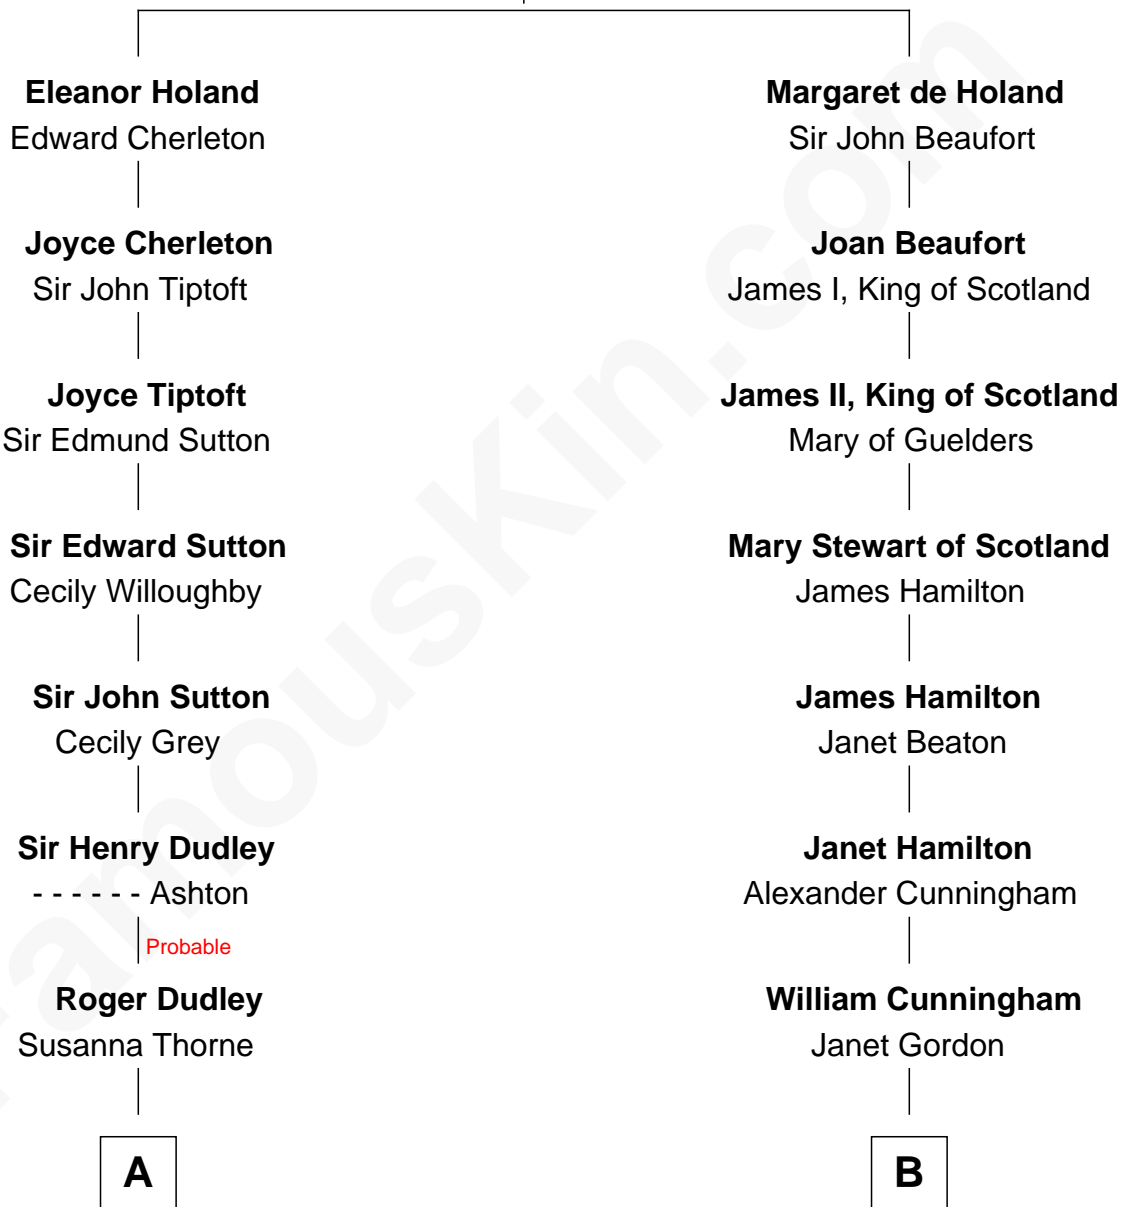 Eleanor Holand
Edward Cherleton
Margaret de Holand
Sir John Beaufort
Joyce Cherleton
Sir John Tiptoft
Joan Beaufort
James I, King of Scotland
Joyce Tiptoft
Sir Edmund Sutton
James II, King of Scotland
Mary of Guelders
Sir Edward Sutton
Cecily Willoughby
Mary Stewart of Scotland
James Hamilton
Sir John Sutton
Cecily Grey
James Hamilton
Janet Beaton
Sir Henry Dudley
- - - - - - Ashton
Janet Hamilton
Alexander Cunningham
Probable
Roger Dudley
Susanna Thorne
William Cunningham
Janet Gordon
A
B
FamousKin.com